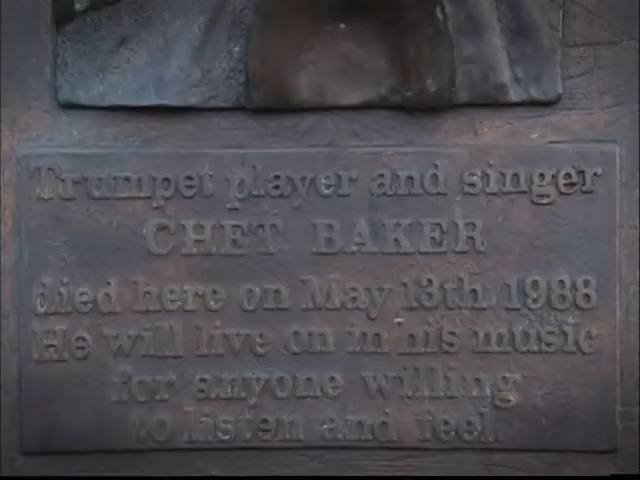 Trumpet player and singer
CHET BAKER
died here on May 13th 1988
He will live on in his music
for anyone willing
to listen and feel.